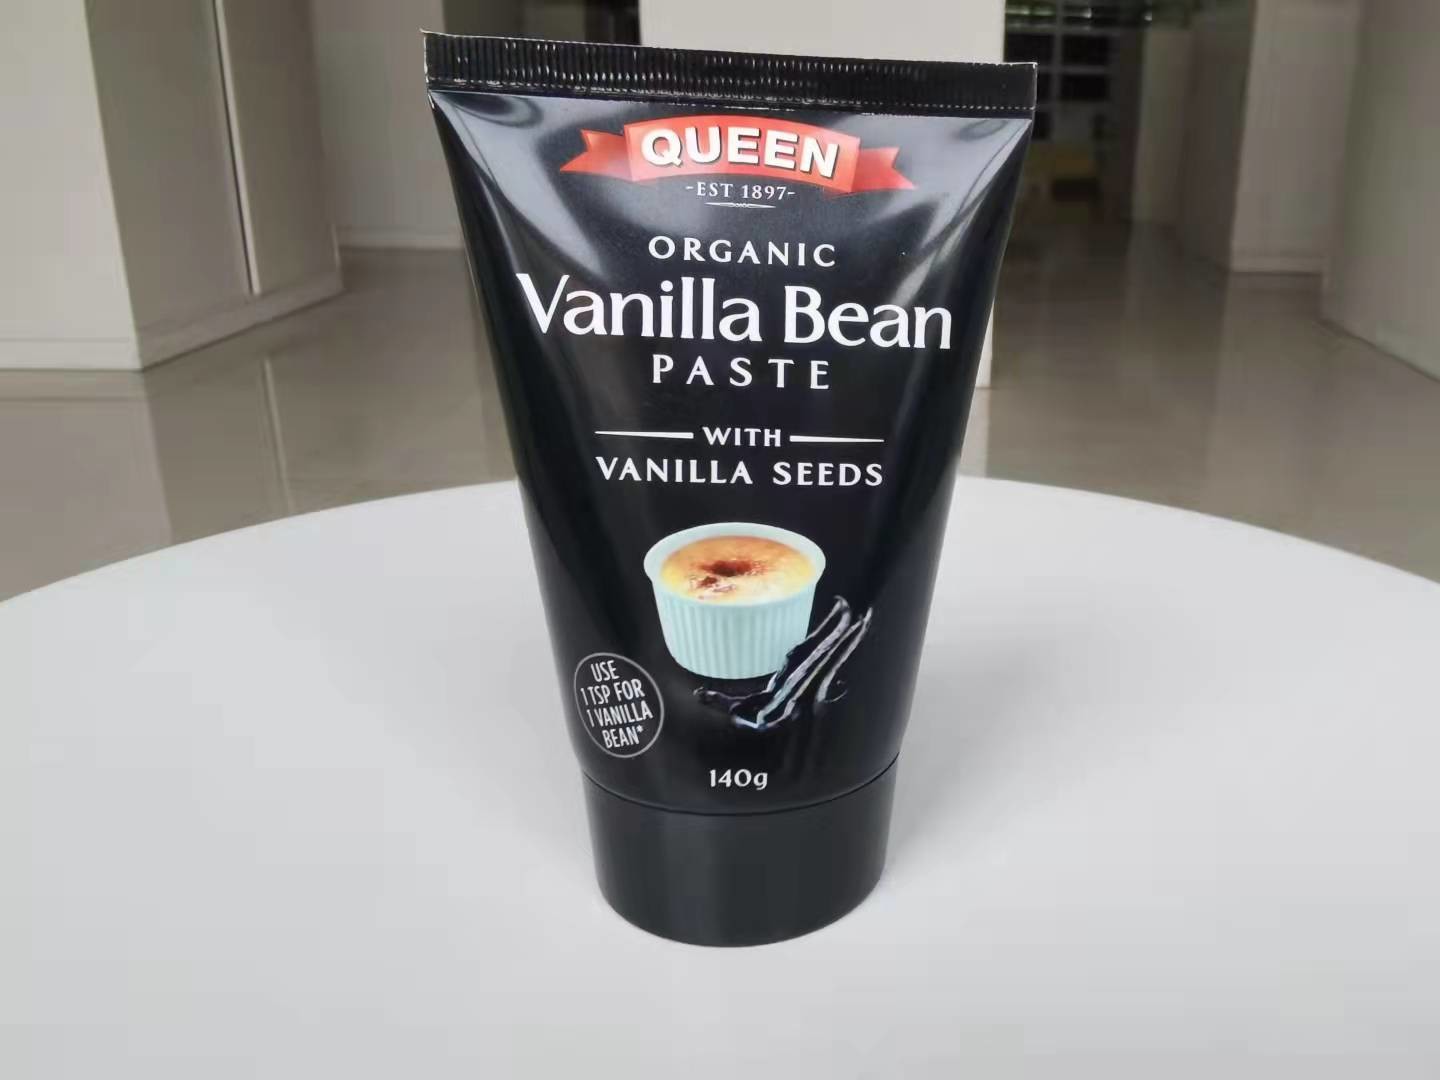 QUEEN
-EST 1897-
ORGANIC
Vanilla Bean
PASTE
WITH
VANILLA SEEDS
USE
1 TSP FOR
1 VANILLA
BEAN*
140g